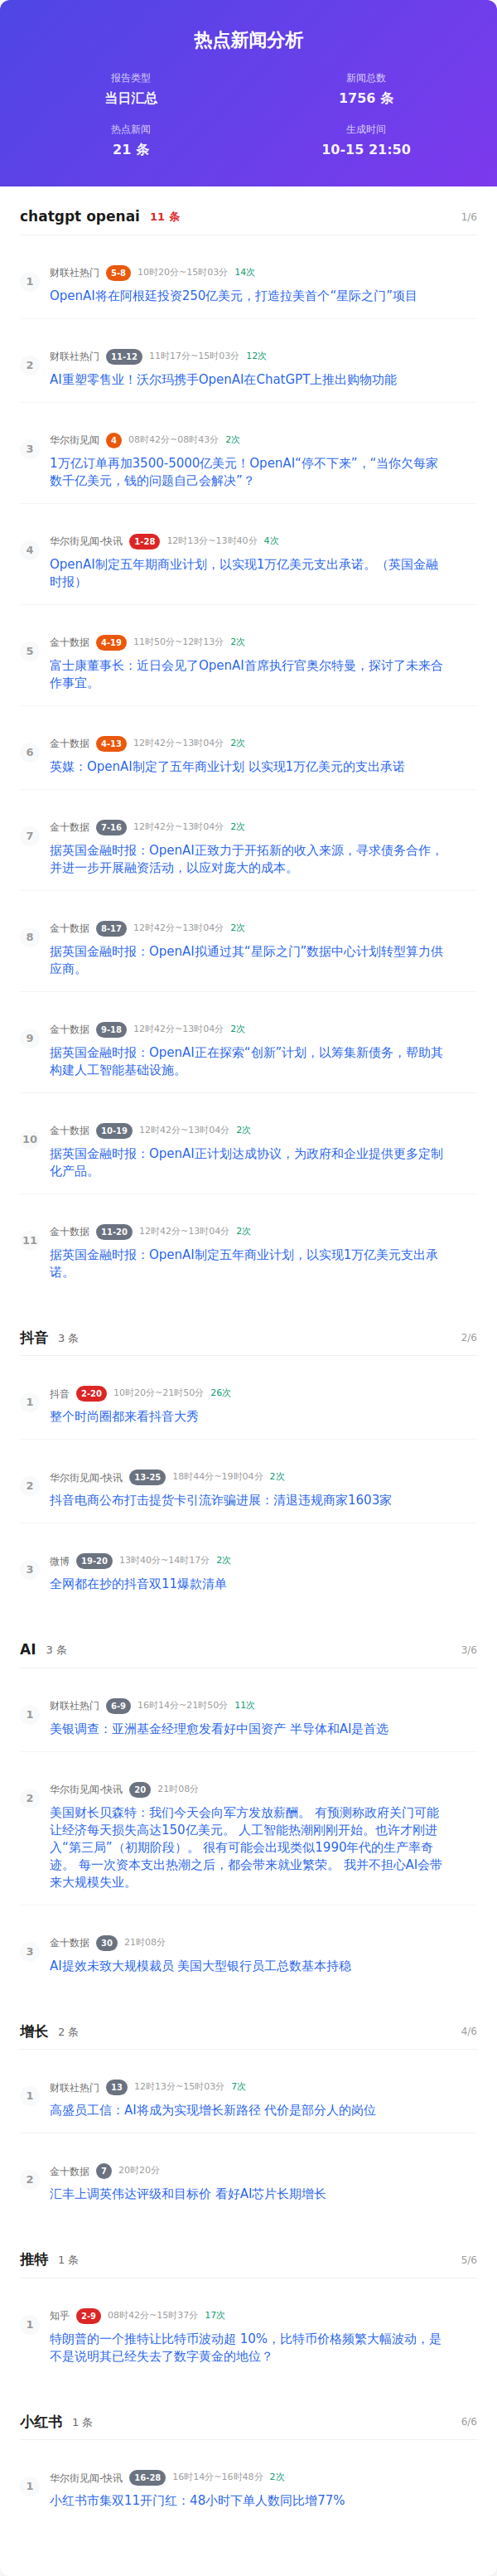 热点新闻分析
报告类型
当日汇总
新闻总数
1756 条
热点新闻
21 条
生成时间
10-15 21:50
chatgpt openai 11 条 1/6
1
财联社热门 5-8 10时20分~15时03分 14次
OpenAI将在阿根廷投资250亿美元，打造拉美首个“星际之门”项目
2
财联社热门 11-12 11时17分~15时03分 12次
AI重塑零售业！沃尔玛携手OpenAI在ChatGPT上推出购物功能
3
华尔街见闻 4 08时42分~08时43分 2次
1万亿订单再加3500-5000亿美元！OpenAI“停不下来”，“当你欠每家
数千亿美元，钱的问题自己会解决”？
4
华尔街见闻-快讯 1-28 12时13分~13时40分 4次
OpenAI制定五年期商业计划，以实现1万亿美元支出承诺。（英国金融
时报）
5
金十数据 4-19 11时50分~12时13分 2次
富士康董事长：近日会见了OpenAI首席执行官奥尔特曼，探讨了未来合
作事宜。
6
金十数据 4-13 12时42分~13时04分 2次
英媒：OpenAI制定了五年商业计划 以实现1万亿美元的支出承诺
7
金十数据 7-16 12时42分~13时04分 2次
据英国金融时报：OpenAI正致力于开拓新的收入来源，寻求债务合作，
并进一步开展融资活动，以应对庞大的成本。
8
金十数据 8-17 12时42分~13时04分 2次
据英国金融时报：OpenAI拟通过其“星际之门”数据中心计划转型算力供
应商。
9
金十数据 9-18 12时42分~13时04分 2次
据英国金融时报：OpenAI正在探索“创新”计划，以筹集新债务，帮助其
构建人工智能基础设施。
10
金十数据 10-19 12时42分~13时04分 2次
据英国金融时报：OpenAI正计划达成协议，为政府和企业提供更多定制
化产品。
11
金十数据 11-20 12时42分~13时04分 2次
据英国金融时报：OpenAI制定五年商业计划，以实现1万亿美元支出承
诺。
抖音 3 条 2/6
1
抖音 2-20 10时20分~21时50分 26次
整个时尚圈都来看抖音大秀
2
华尔街见闻-快讯 13-25 18时44分~19时04分 2次
抖音电商公布打击提货卡引流诈骗进展：清退违规商家1603家
3
微博 19-20 13时40分~14时17分 2次
全网都在抄的抖音双11爆款清单
AI 3 条 3/6
1
财联社热门 6-9 16时14分~21时50分 11次
美银调查：亚洲基金经理愈发看好中国资产 半导体和AI是首选
2
华尔街见闻-快讯 20 21时08分
美国财长贝森特：我们今天会向军方发放薪酬。 有预测称政府关门可能
让经济每天损失高达150亿美元。 人工智能热潮刚刚开始。也许才刚进
入“第三局”（初期阶段）。 很有可能会出现类似1990年代的生产率奇
迹。 每一次资本支出热潮之后，都会带来就业繁荣。 我并不担心AI会带
来大规模失业。
3
金十数据 30 21时08分
AI提效未致大规模裁员 美国大型银行员工总数基本持稳
增长 2 条 4/6
1
财联社热门 13 12时13分~15时03分 7次
高盛员工信：AI将成为实现增长新路径 代价是部分人的岗位
2
金十数据 7 20时20分
汇丰上调英伟达评级和目标价 看好AI芯片长期增长
推特 1 条 5/6
1
知乎 2-9 08时42分~15时37分 17次
特朗普的一个推特让比特币波动超 10%，比特币价格频繁大幅波动，是
不是说明其已经失去了数字黄金的地位？
小红书 1 条 6/6
1
华尔街见闻-快讯 16-28 16时14分~16时48分 2次
小红书市集双11开门红：48小时下单人数同比增77%